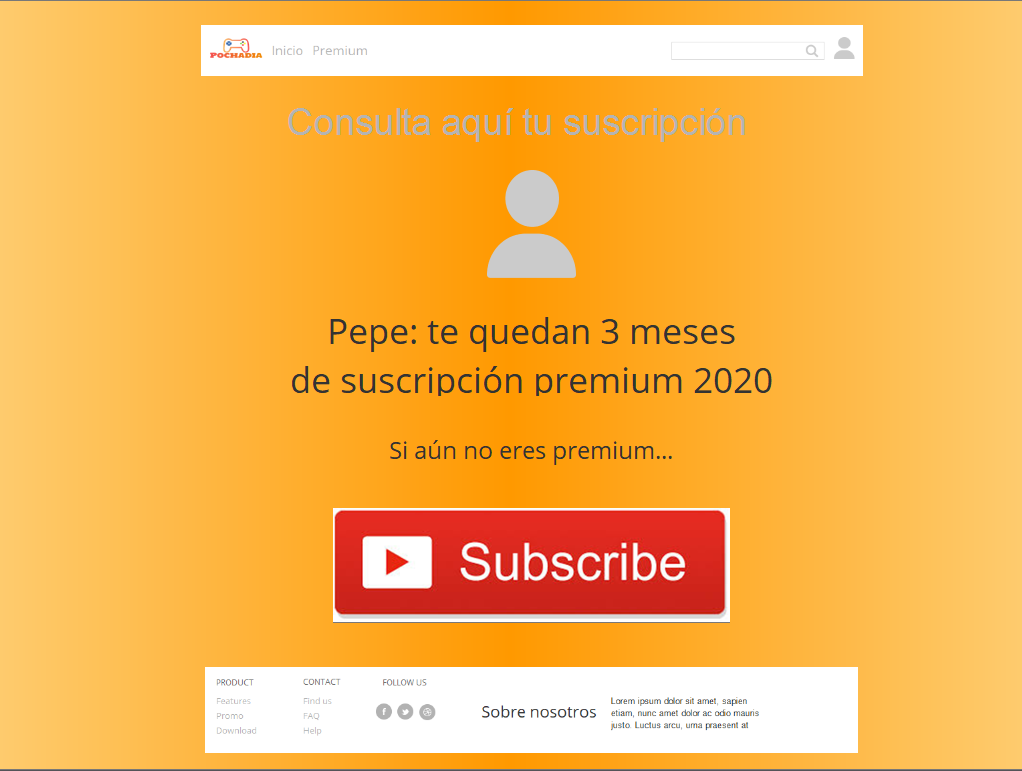 POCHADIA Inicio Premium
Consulta aquí tu suscripción
Pepe: te quedan 3 meses
de suscripción premium 2020
Si aún no eres premium...
Subscribe
PRODUCT
Features
Promo
Download
CONTACT
Find us
FAQ
Help
FOLLOW US
Sobre nosotros
Lorem ipsum dolor sit amet, sapien
etiam, nunc amet dolor ac odio mauris
justo. Luctus arcu, urna praesent at